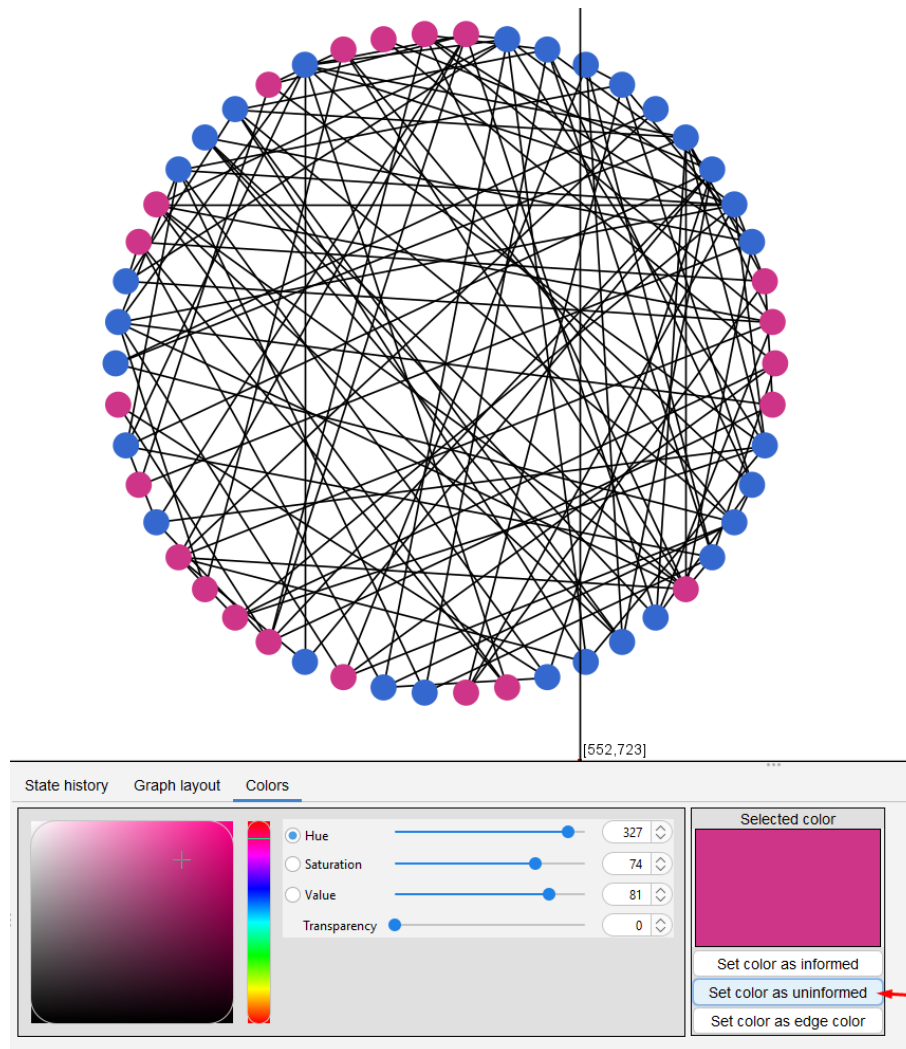 [552,723]
State history Graph layout Colors
Selected color
Hue 327
Saturation 74
Value 81
Transparency 0
Set color as informed
Set color as uninformed
Set color as edge color